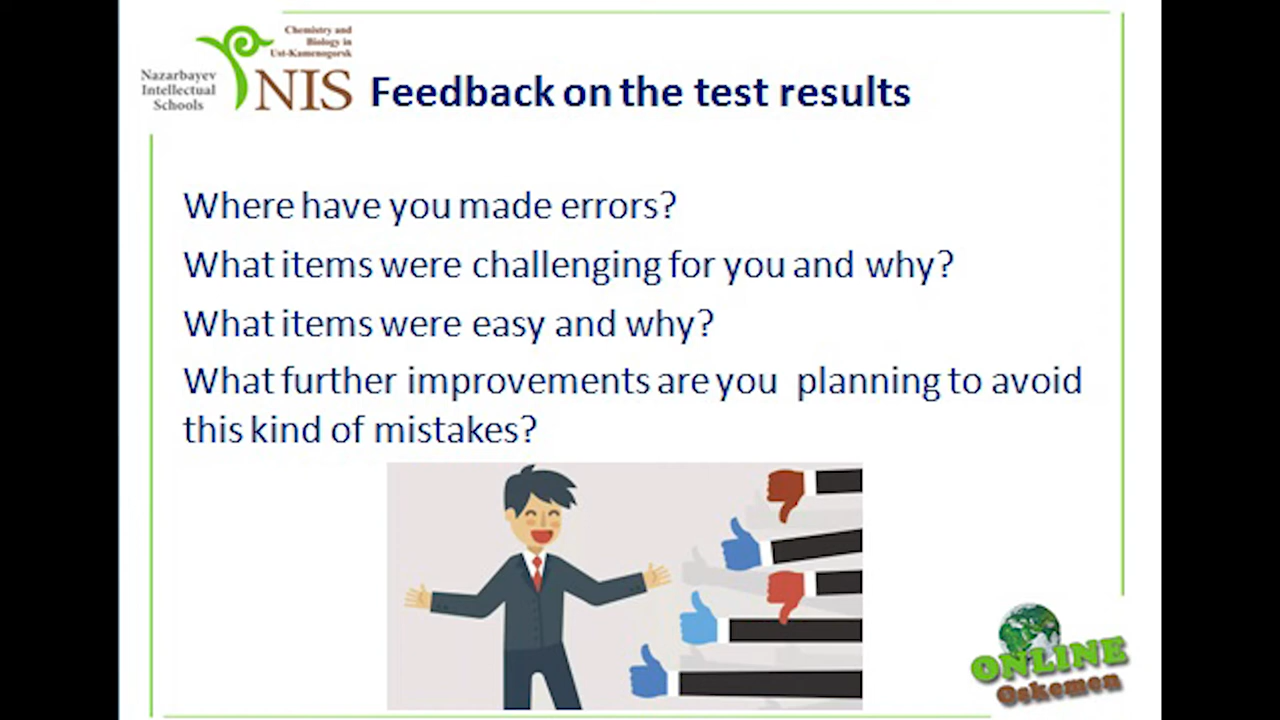 Chemistry and
Biology in
Ust-Kamenogorsk
Nazarbayev
Intellectual
Schools
NIS
Feedback on the test results
Where have you made errors?
What items were challenging for you and why?
What items were easy and why?
What further improvements are you planning to avoid
this kind of mistakes?
ONLINE
Oskemen